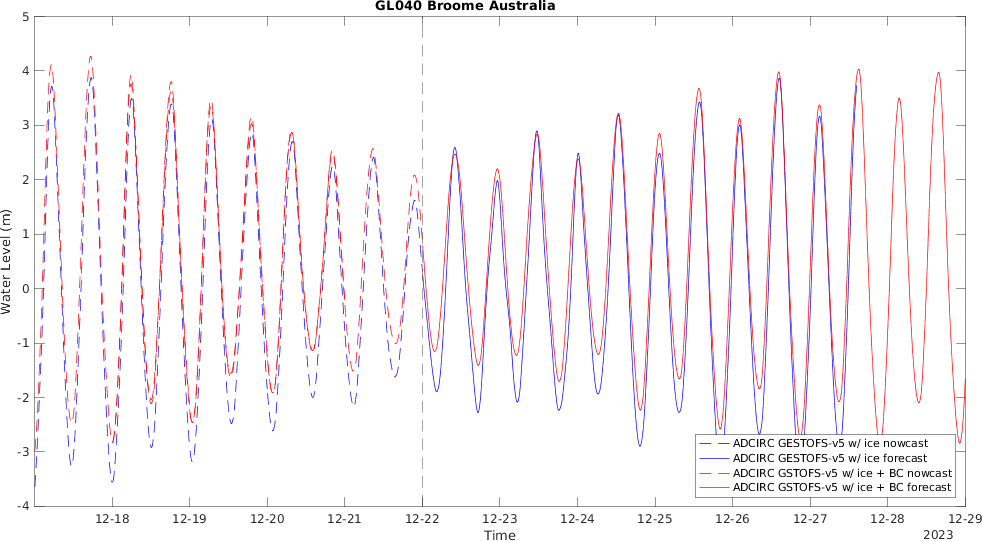 GL040 Broome Australia
5
4
3
2
1
0
-1
-2
-3
-4
Water Level (m)
ADCIRC GESTOFS-v5 w/ ice nowcast
ADCIRC GESTOFS-v5 w/ ice forecast
ADCIRC GSTOFS-v5 w/ ice + BC nowcast
ADCIRC GSTOFS-v5 w/ ice + BC forecast
12-18 12-19 12-20 12-21 12-22 12-23 12-24 12-25 12-26 12-27 12-28 12-29
Time
2023